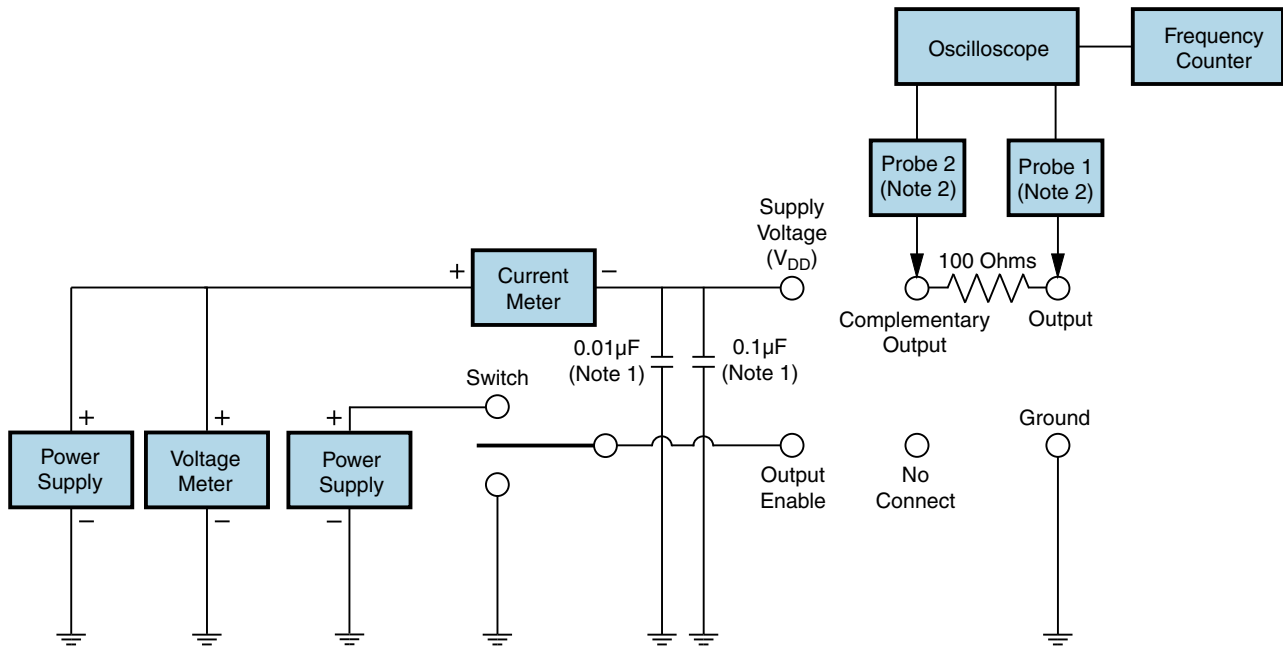 Oscilloscope
Frequency
Counter
Probe 2
(Note 2)
Probe 1
(Note 2)
Supply
Voltage
(VDD)
+
Current
Meter
−
100 Ohms
Complementary
Output
Output
0.01µF
(Note 1)
0.1µF
(Note 1)
Switch
+
Power
Supply
−
+
Voltage
Meter
−
+
Power
Supply
−
Output
Enable
No
Connect
Ground